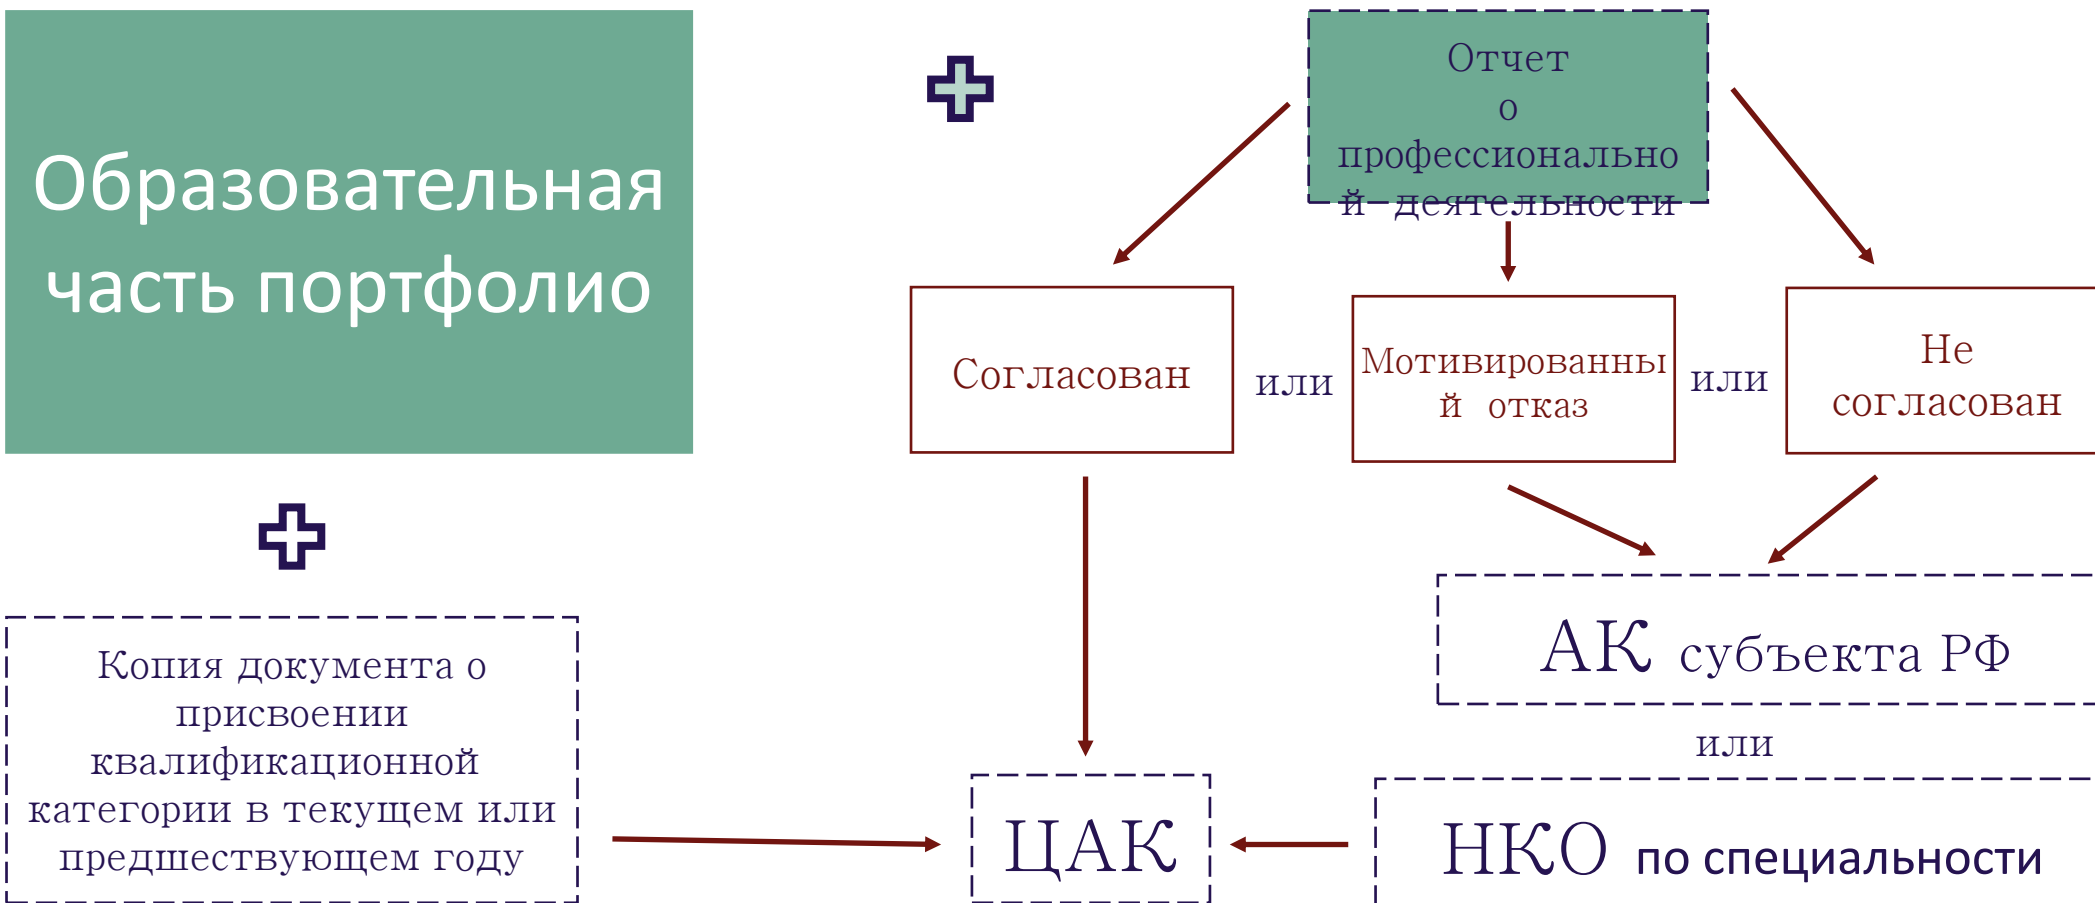 Образовательная
часть портфолио
Отчет
о
профессионально
й деятельности
Согласован
или
Мотивированны
й отказ
или
Не
согласован
Копия документа о
присвоении
квалификационной
категории в текущем или
предшествующем году
ЦАК
АК субъекта РФ
или
НКО по специальности